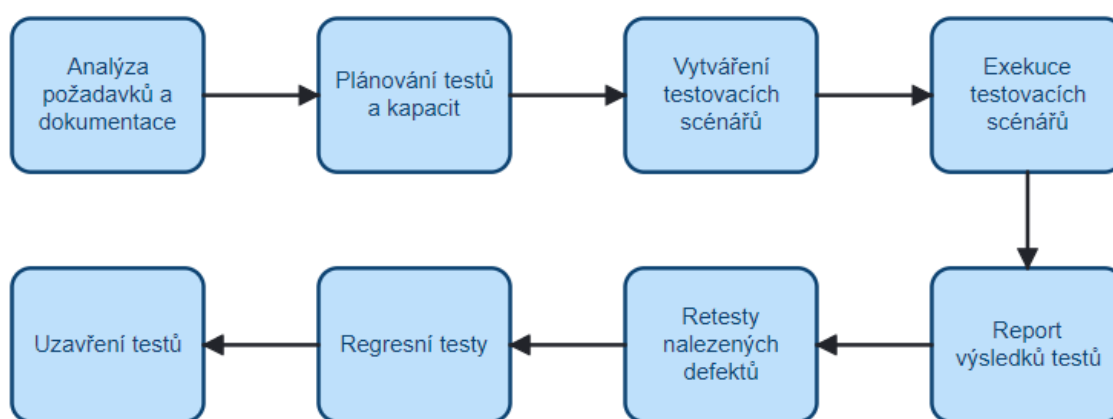 Analýza
požadavků a
dokumentace
Plánování testů
a kapacit
Vytváření
testovacích
scénářů
Exekuce
testovacích
scénářů
Report
výsledků testů
Retesty
nalezených
defektů
Regresní testy
Uzavření testů